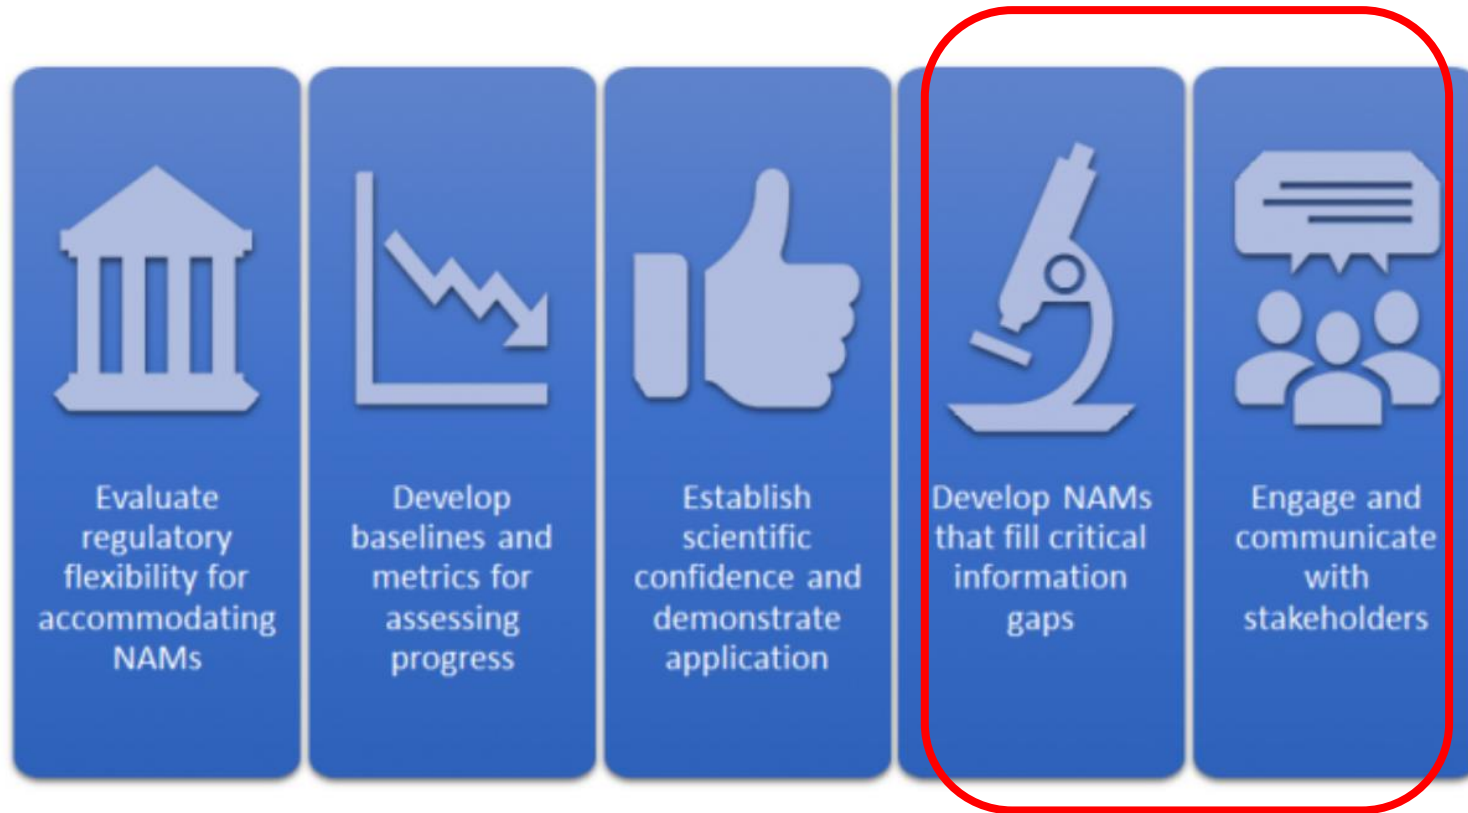 Evaluate
regulatory
flexibility for
accommodating
NAMs
Develop
baselines and
metrics for
assessing
progress
Establish
scientific
confidence and
demonstrate
application
Develop NAMs
that fill critical
information
gaps
Engage and
communicate
with
stakeholders